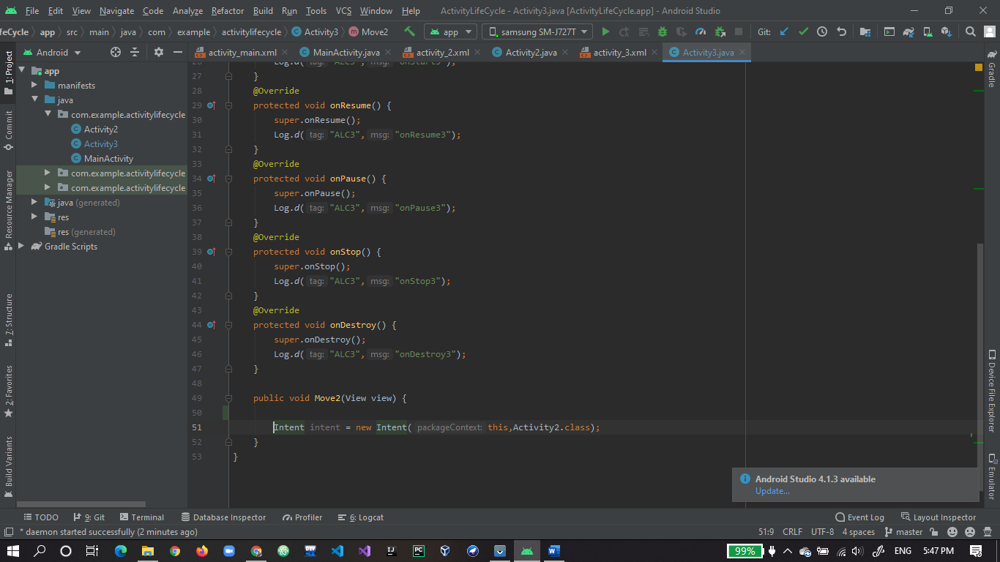 File Edit View Navigate Code Analyze Refactor Build Run Tools VCS Window Help ActivityLifeCycle - Activity3.java [ActivityLifeCycle.app] - Android Studio
feCycle app src main java com example activitylifecycle Activity3 Move2 app samsung SM-J727T Git:
Android activity_main.xml MainActivity.java activity_2.xml Activity2.java activity_3.xml Activity3.java
1: Project
Commit
Resource Manager
7: Structure
2: Favorites
Build Variants
app
manifests
java
com.example.activitylifecycle
Activity2
Activity3
MainActivity
com.example.activitylifecycle
com.example.activitylifecycle
java (generated)
res
res (generated)
Gradle Scripts
26 Log.d( tag: "ALC3", msg: "onStart3");
27 }
28 @Override
29 protected void onResume() {
30 super.onResume();
31 Log.d( tag: "ALC3", msg: "onResume3");
32 }
33 @Override
34 protected void onPause() {
35 super.onPause();
36 Log.d( tag: "ALC3", msg: "onPause3");
37 }
38 @Override
39 protected void onStop() {
40 super.onStop();
41 Log.d( tag: "ALC3", msg: "onStop3");
42 }
43 @Override
44 protected void onDestroy() {
45 super.onDestroy();
46 Log.d( tag: "ALC3", msg: "onDestroy3");
47 }
48
49 public void Move2(View view) {
50
51 Intent intent = new Intent( packageContext: this,Activity2.class);
52 }
53 }
Gradle
Device File Explorer
Emulator
Android Studio 4.1.3 available
Update...
TODO 9: Git Terminal Database Inspector Profiler 6: Logcat Event Log Layout Inspector
* daemon started successfully (2 minutes ago) 51:9 CRLF UTF-8 4 spaces master
99% ENG 5:47 PM